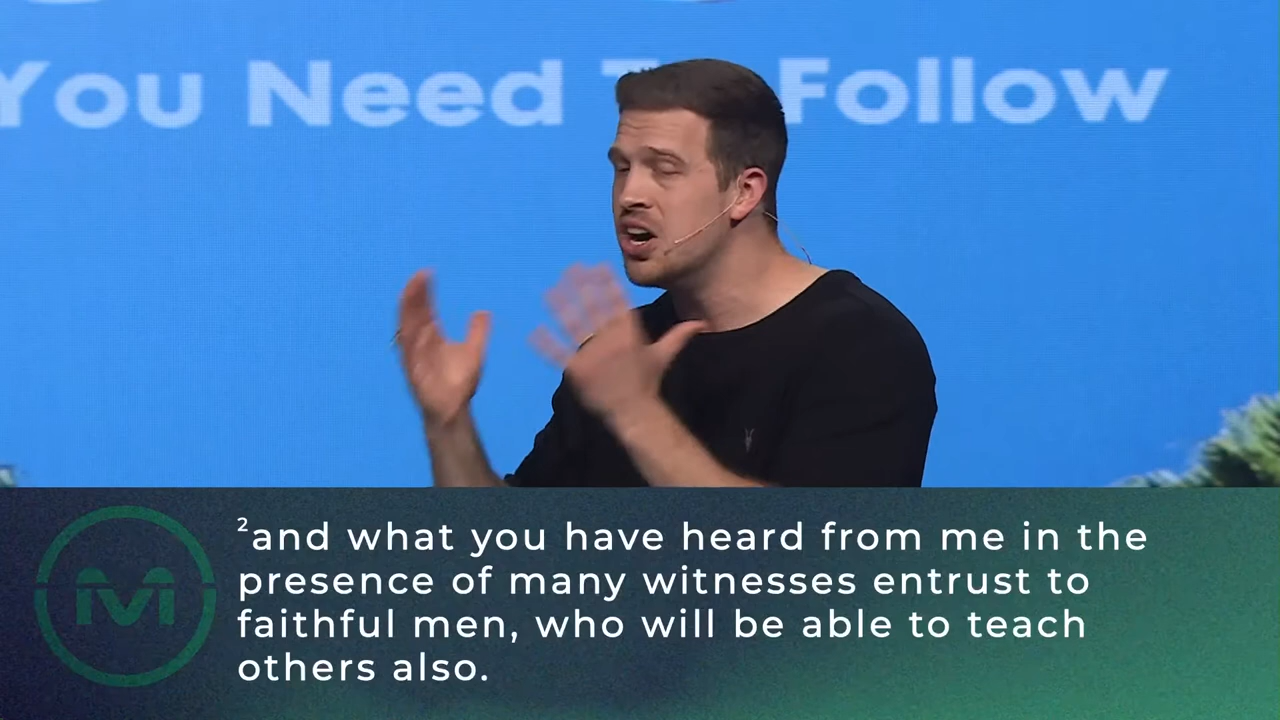 You Need To Follow
²and what you have heard from me in the
presence of many witnesses entrust to
faithful men, who will be able to teach
others also.
M